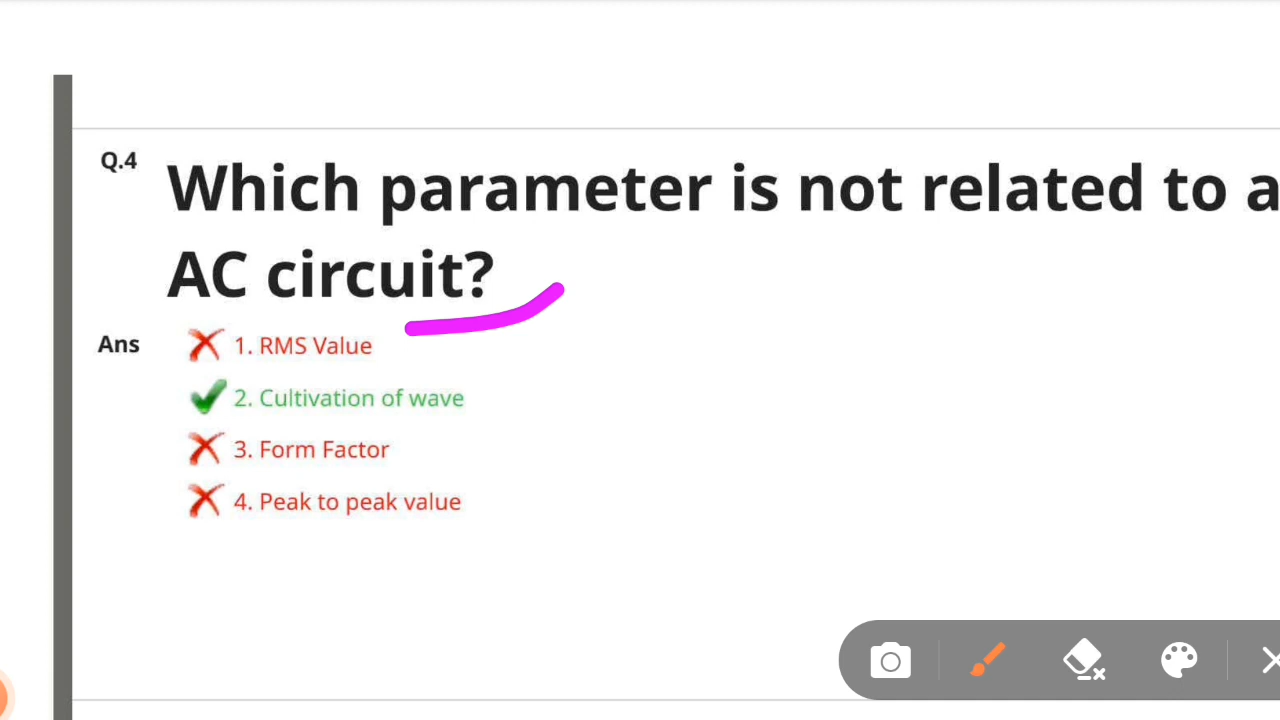 Q.4
Which parameter is not related to a
AC circuit?
Ans
1. RMS Value
2. Cultivation of wave
3. Form Factor
4. Peak to peak value